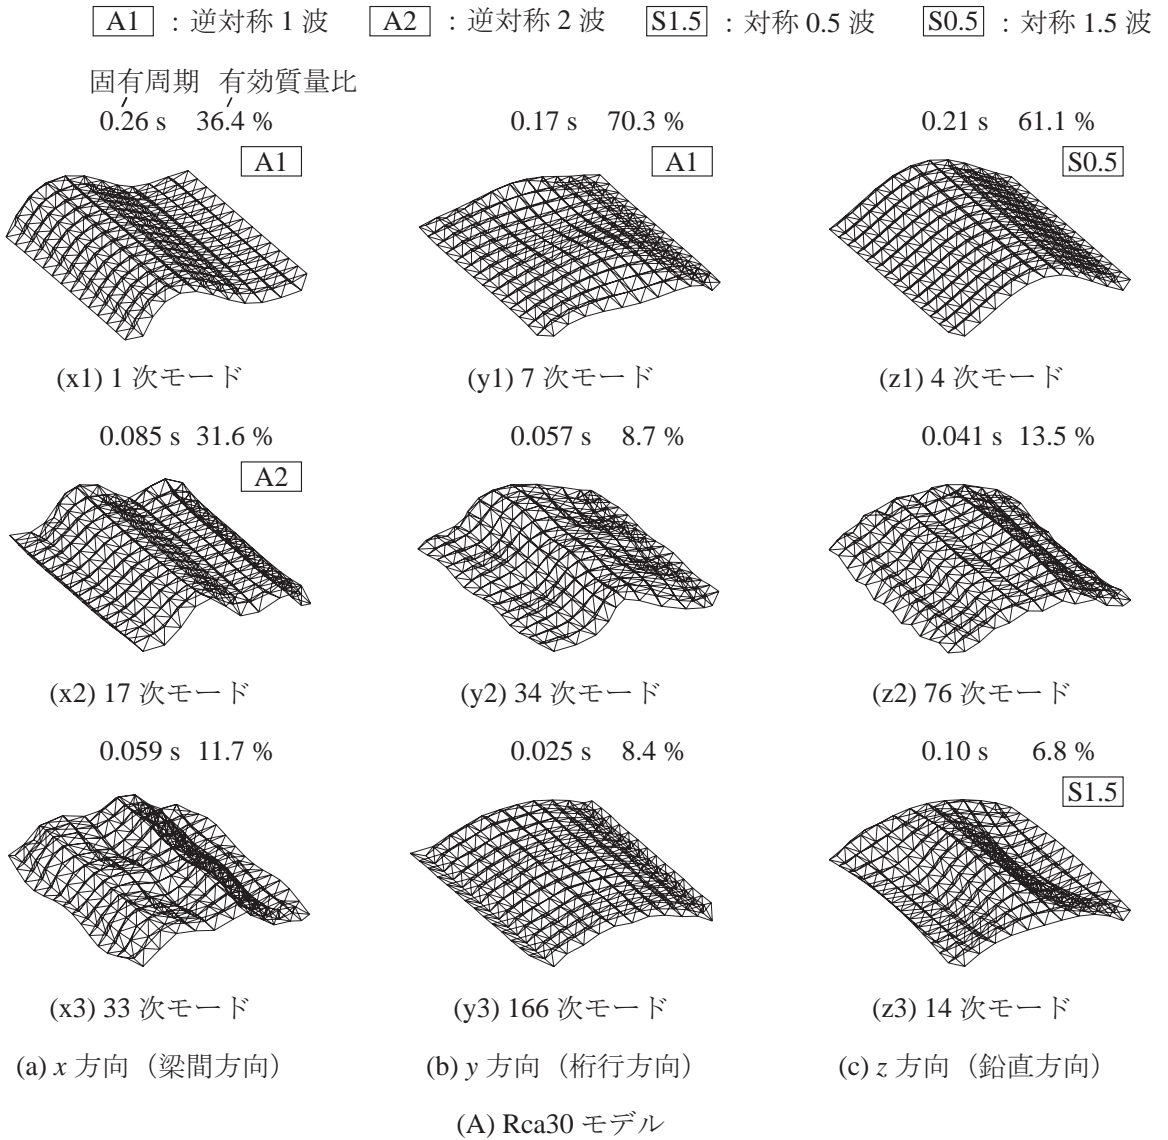 A1 : 逆対称 1 波 A2 : 逆対称 2 波 S1.5 : 対称 0.5 波 S0.5 : 対称 1.5 波
固有周期 有効質量比
0.26 s 36.4 % 0.17 s 70.3 % 0.21 s 61.1 %
A1 A1 S0.5
(x1) 1 次モード (y1) 7 次モード (z1) 4 次モード
0.085 s 31.6 % 0.057 s 8.7 % 0.041 s 13.5 %
A2
(x2) 17 次モード (y2) 34 次モード (z2) 76 次モード
0.059 s 11.7 % 0.025 s 8.4 % 0.10 s 6.8 %
S1.5
(x3) 33 次モード (y3) 166 次モード (z3) 14 次モード
(a) x 方向（梁間方向） (b) y 方向（桁行方向） (c) z 方向（鉛直方向）
(A) Rca30 モデル